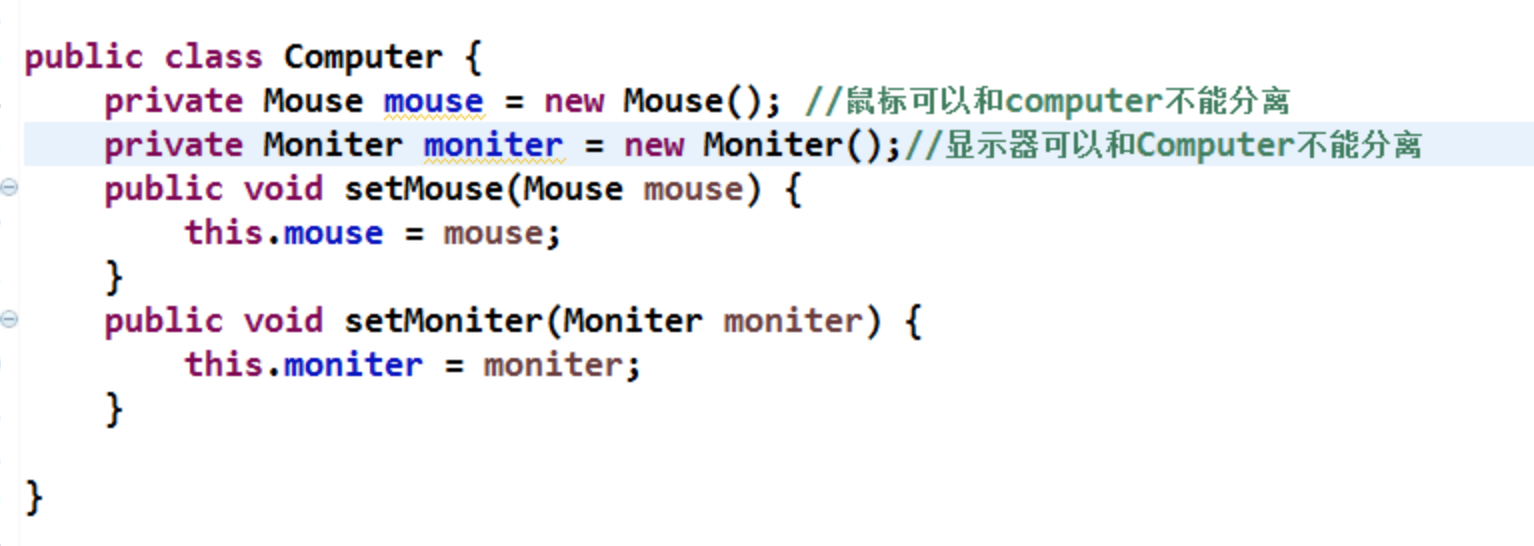 public class Computer {
    private Mouse mouse = new Mouse(); //鼠标可以和computer不能分离
    private Moniter moniter = new Moniter();//显示器可以和Computer不能分离
    public void setMouse(Mouse mouse) {
        this.mouse = mouse;
    }
    public void setMoniter(Moniter moniter) {
        this.moniter = moniter;
    }
}